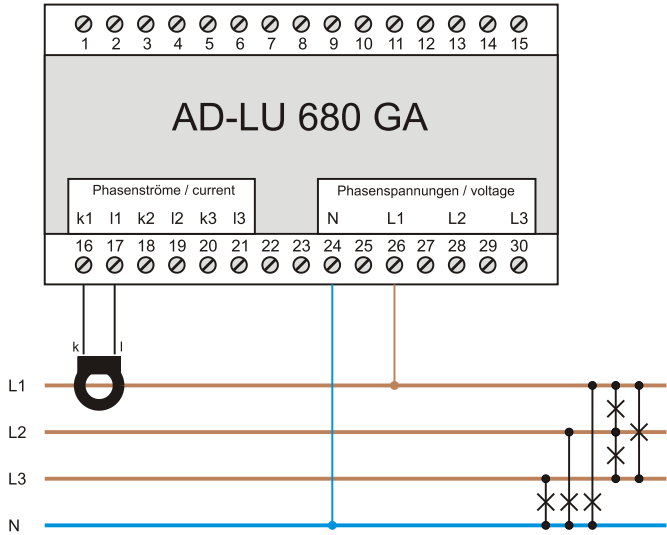 1 2 3 4 5 6 7 8 9 10 11 12 13 14 15
AD-LU 680 GA
Phasenströme / current
k1 l1 k2 l2 k3 l3
Phasenspannungen / voltage
N L1 L2 L3
16 17 18 19 20 21 22 23 24 25 26 27 28 29 30
k l
L1
L2
L3
N